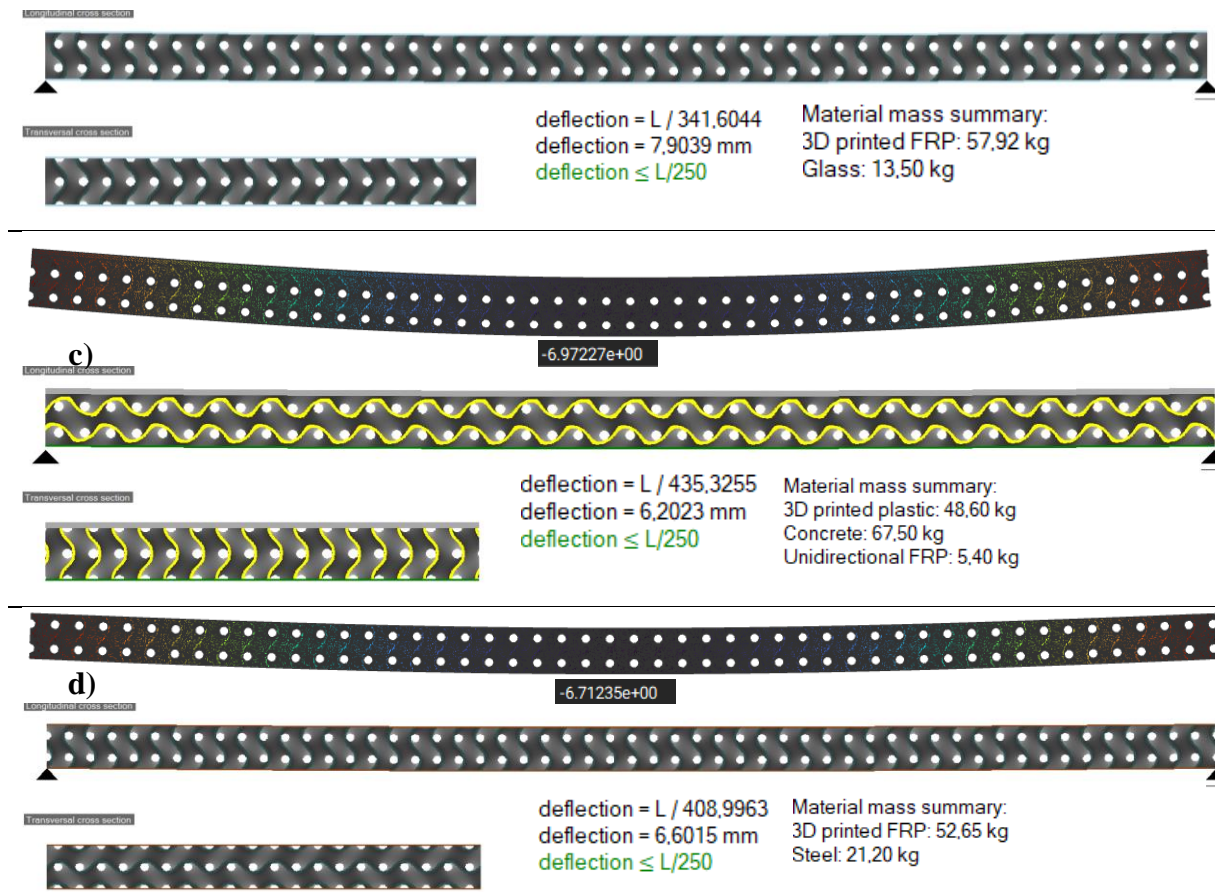 Longitudinal cross section
deflection = L / 341,6044
deflection = 7,9039 mm
deflection ≤ L/250
Material mass summary:
3D printed FRP: 57,92 kg
Glass: 13,50 kg
Transversal cross section
-6.97227e+00
c)
Longitudinal cross section
deflection = L / 435,3255
deflection = 6,2023 mm
deflection ≤ L/250
Material mass summary:
3D printed plastic: 48,60 kg
Concrete: 67,50 kg
Unidirectional FRP: 5,40 kg
Transversal cross section
-6.71235e+00
d)
Longitudinal cross section
deflection = L / 408,9963
deflection = 6,6015 mm
deflection ≤ L/250
Material mass summary:
3D printed FRP: 52,65 kg
Steel: 21,20 kg
Transversal cross section